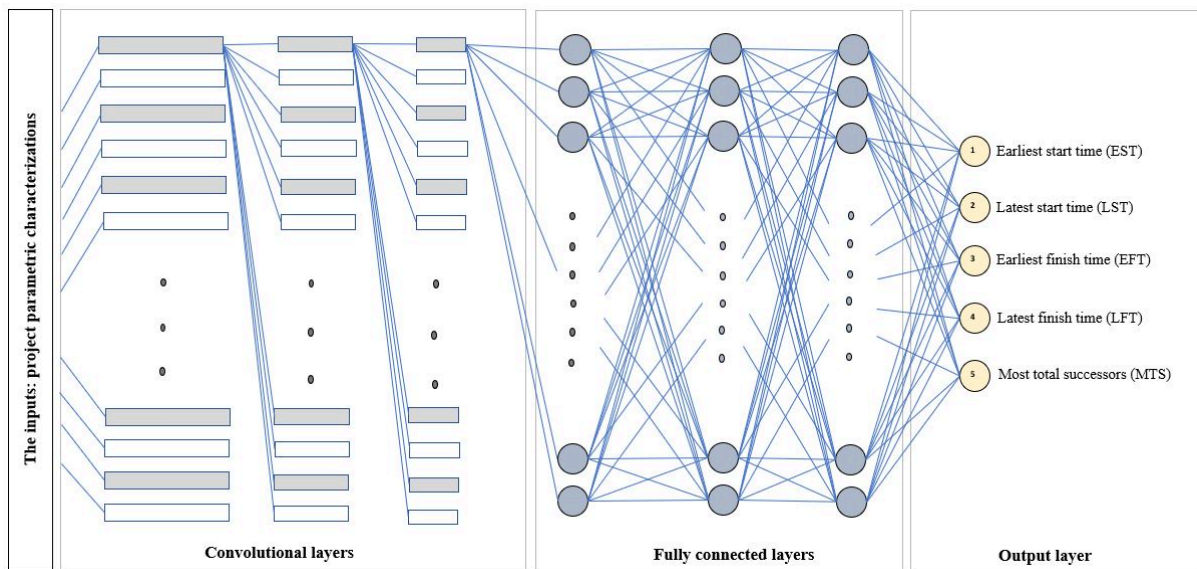 The inputs: project parametric characterizations
1 Earliest start time (EST)
2 Latest start time (LST)
3 Earliest finish time (EFT)
4 Latest finish time (LFT)
5 Most total successors (MTS)
Convolutional layers
Fully connected layers
Output layer